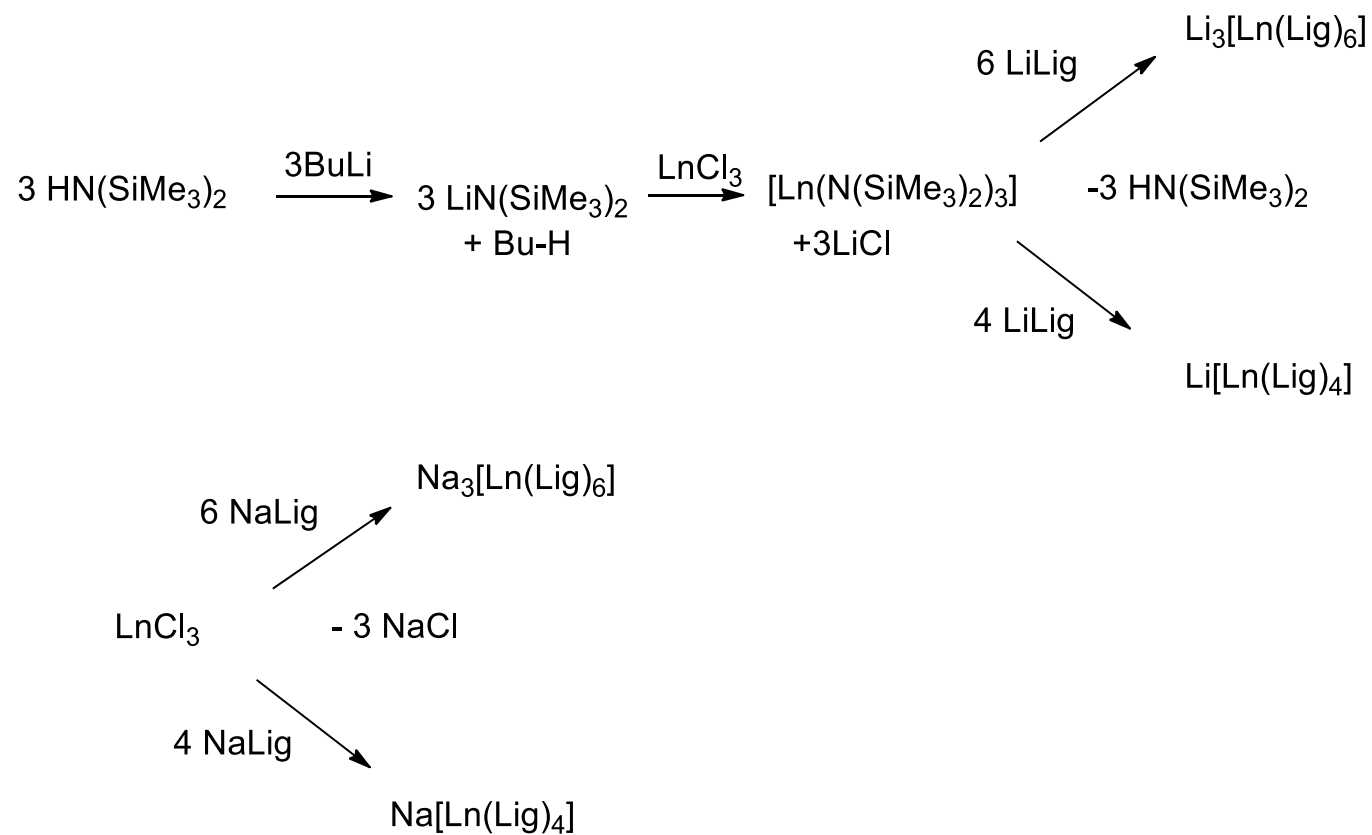 Li₃[Ln(Lig)₆]
6 LiLig
3 HN(SiMe₃)₂
3BuLi
3 LiN(SiMe₃)₂
+ Bu-H
LnCl₃
[Ln(N(SiMe₃)₂)₃]
+3LiCl
-3 HN(SiMe₃)₂
4 LiLig
Li[Ln(Lig)₄]
Na₃[Ln(Lig)₆]
6 NaLig
LnCl₃
- 3 NaCl
4 NaLig
Na[Ln(Lig)₄]